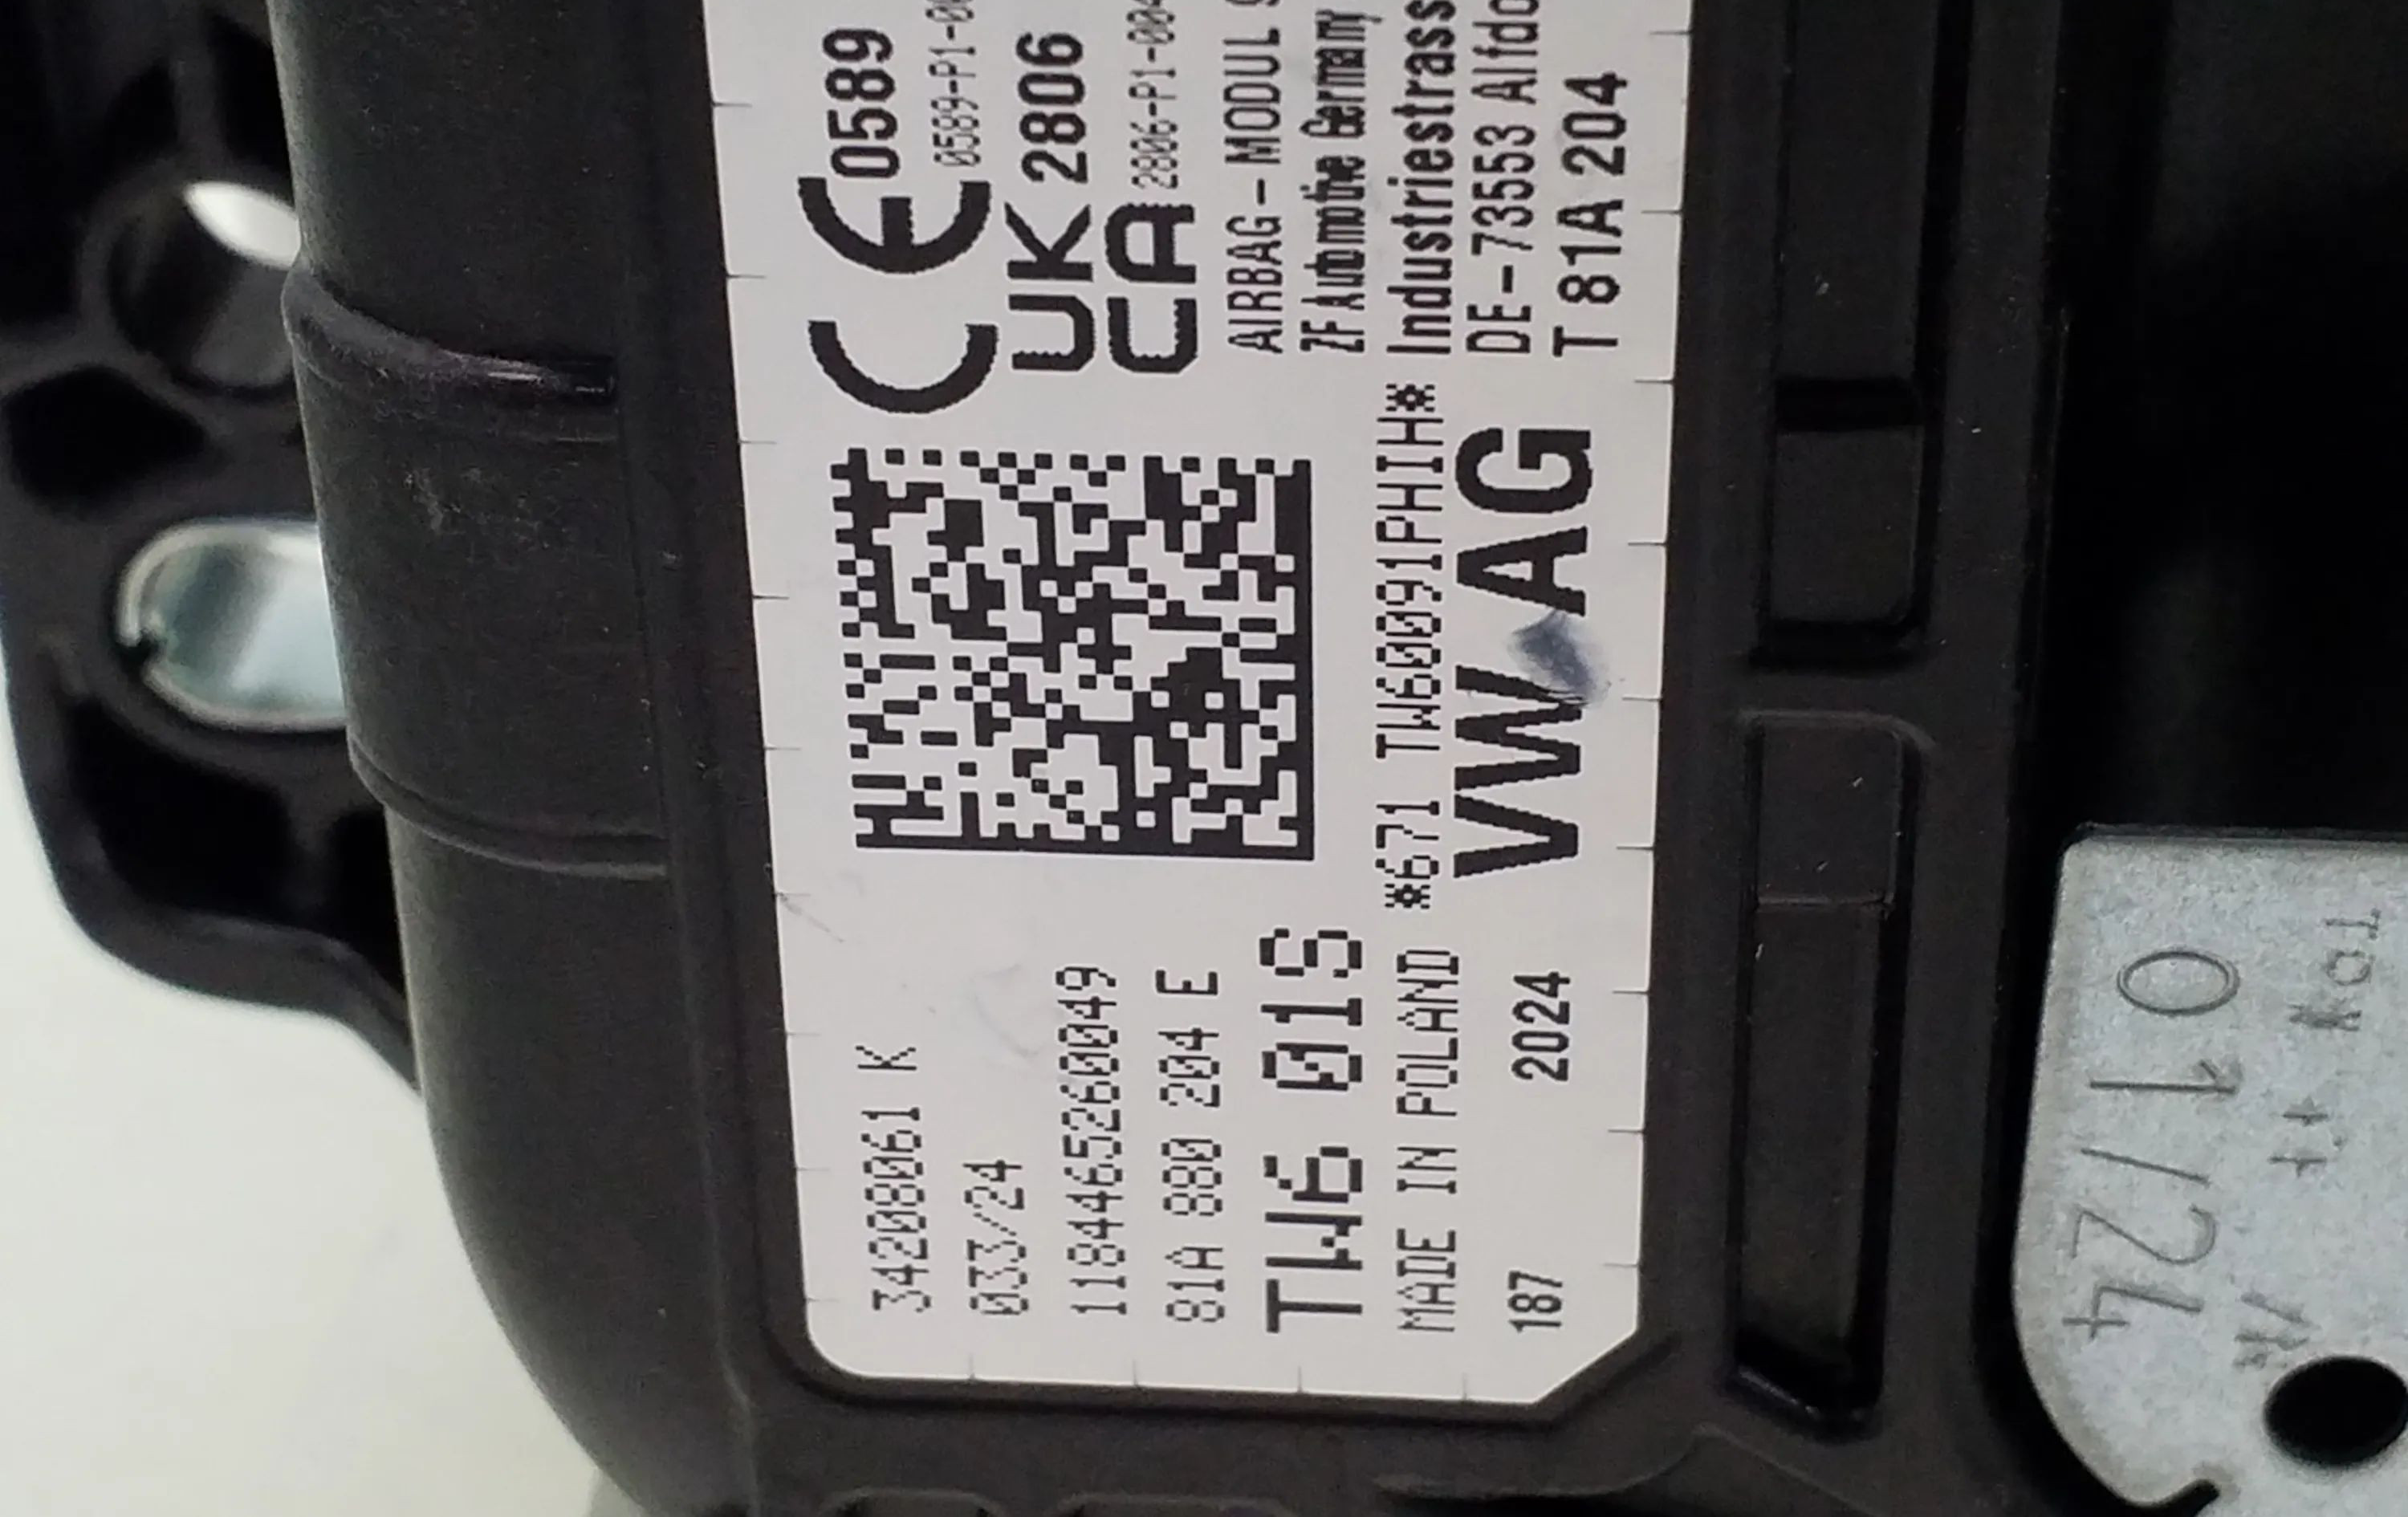 34208061 K
033/24
11844652600049
81A 880 204 E
TW6 01S
MADE IN POLAND
187 2024
*671 TW60091PHIH*
VW AG
CE 0589
0589-P1-00
UK
CA
2806
2806-P1-004
AIRBAG-MODUL
ZF Automotive Germany
Industriestrass
DE-73553 Alfdo
T 81A 204
01/24